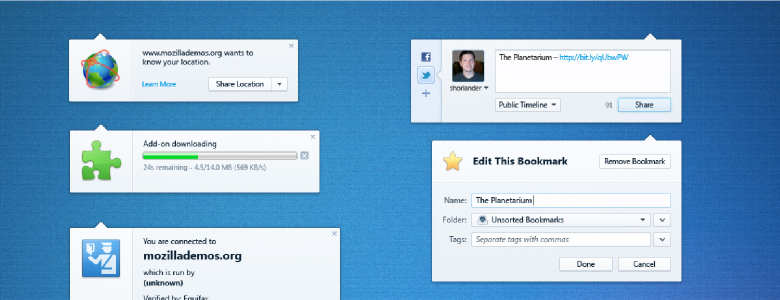 www.mozillademos.org wants to
know your location.
Learn More
Share Location
Add-on downloading
24s remaining - 4.5/14.0 MB (569 KB/s)
You are connected to
mozillademos.org
which is run by
(unknown)
Verified by: Equifax
The Planetarium – http://bit.ly/qUbwPW
shorlander
Public Timeline
91
Share
Edit This Bookmark
Remove Bookmark
Name: The Planetarium
Folder: Unsorted Bookmarks
Tags: Separate tags with commas
Done
Cancel